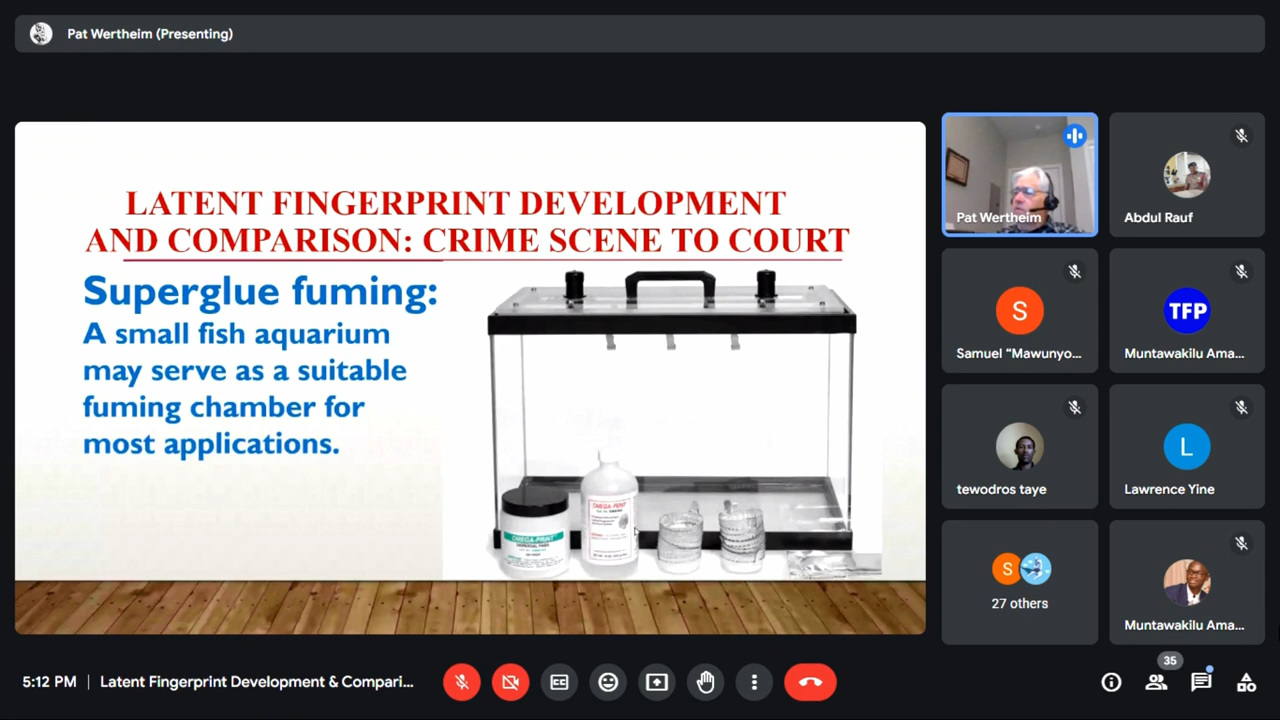 Pat Wertheim (Presenting)
LATENT FINGERPRINT DEVELOPMENT
AND COMPARISON: CRIME SCENE TO COURT
Superglue fuming:
A small fish aquarium
may serve as a suitable
fuming chamber for
most applications.
OMEGA-PRINT
OMEGA-PRINT
Pat Wertheim
Abdul Rauf
S
Samuel “Mawunyo...
TFP
Muntawakilu Ama...
tewodros taye
L
Lawrence Yine
S
27 others
Muntawakilu Ama...
5:12 PM | Latent Fingerprint Development & Compari...
CC
35